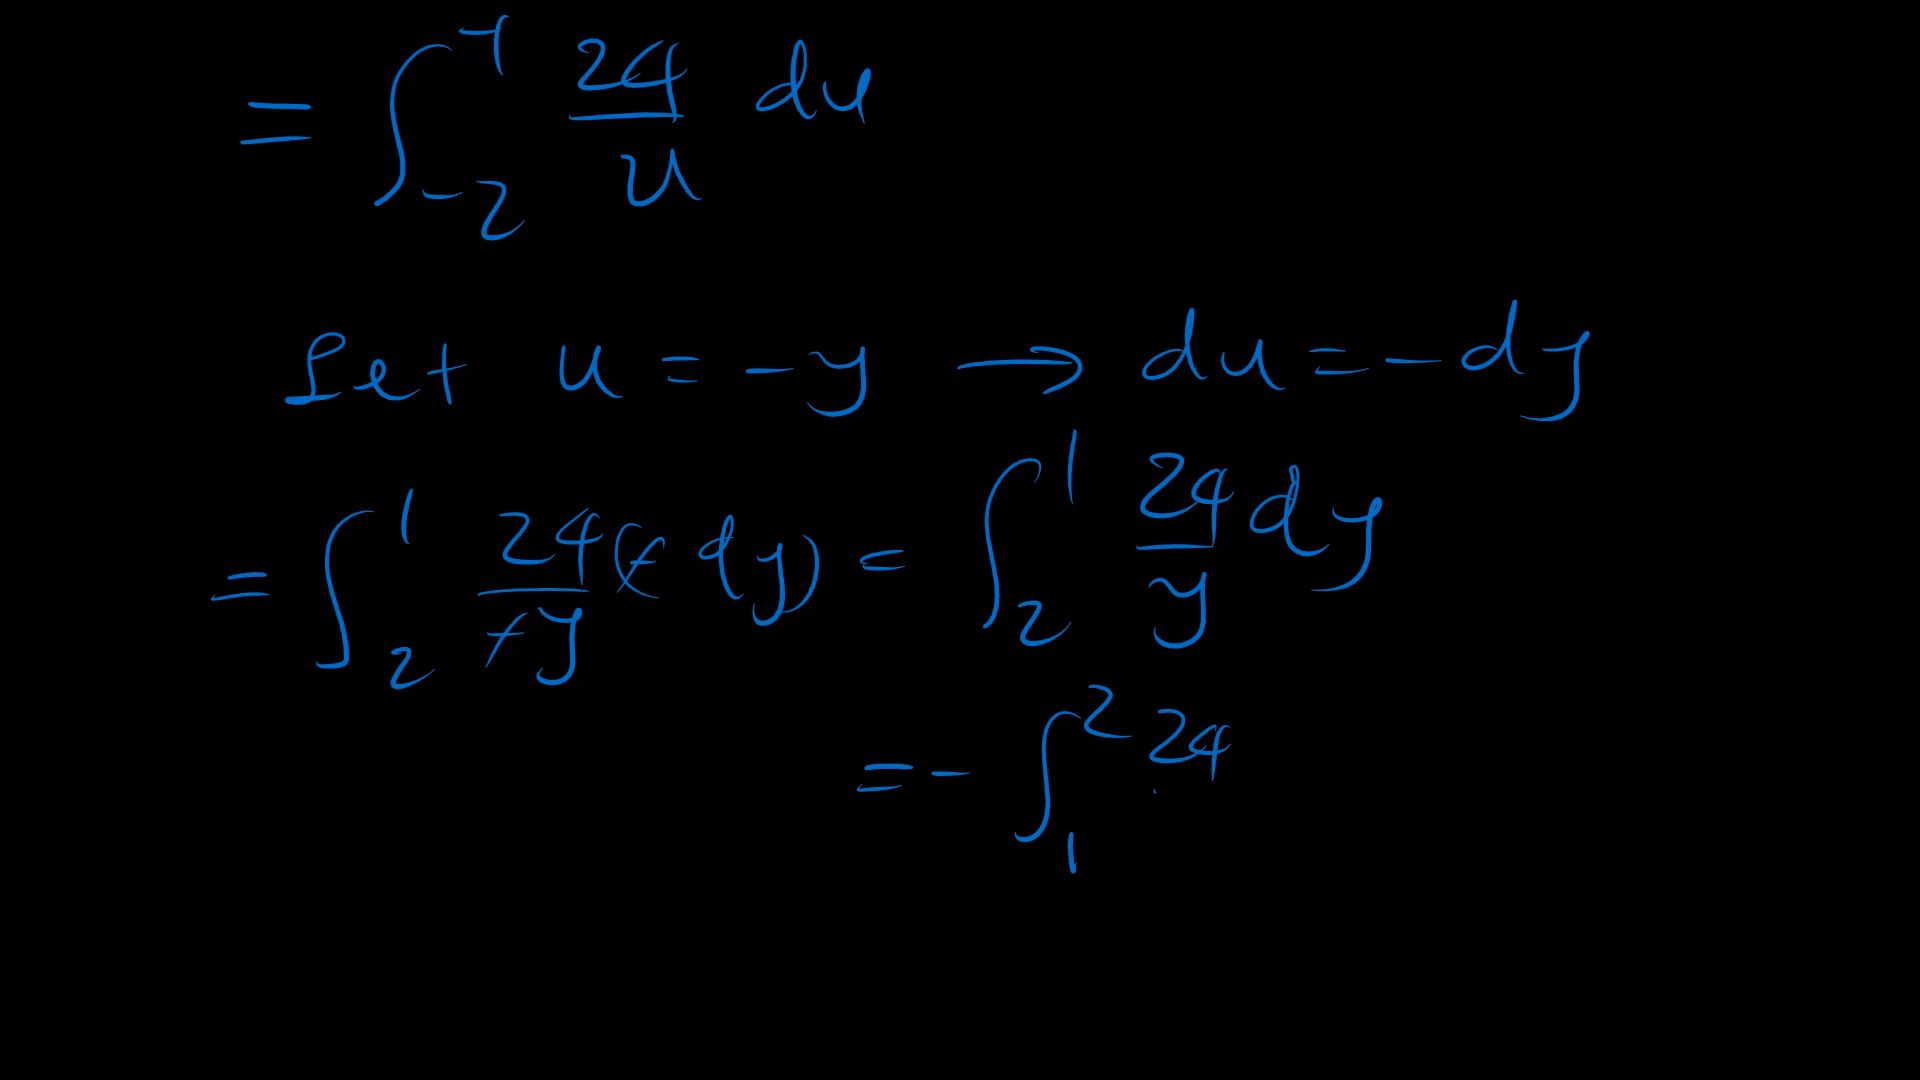 = ∫_{-2}^{-1} 24/u du
Let u = -y → du = -dy
= ∫_{2}^{1} 24/-y (-dy) = ∫_{2}^{1} 24/y dy
= - ∫_{1}^{2} 24